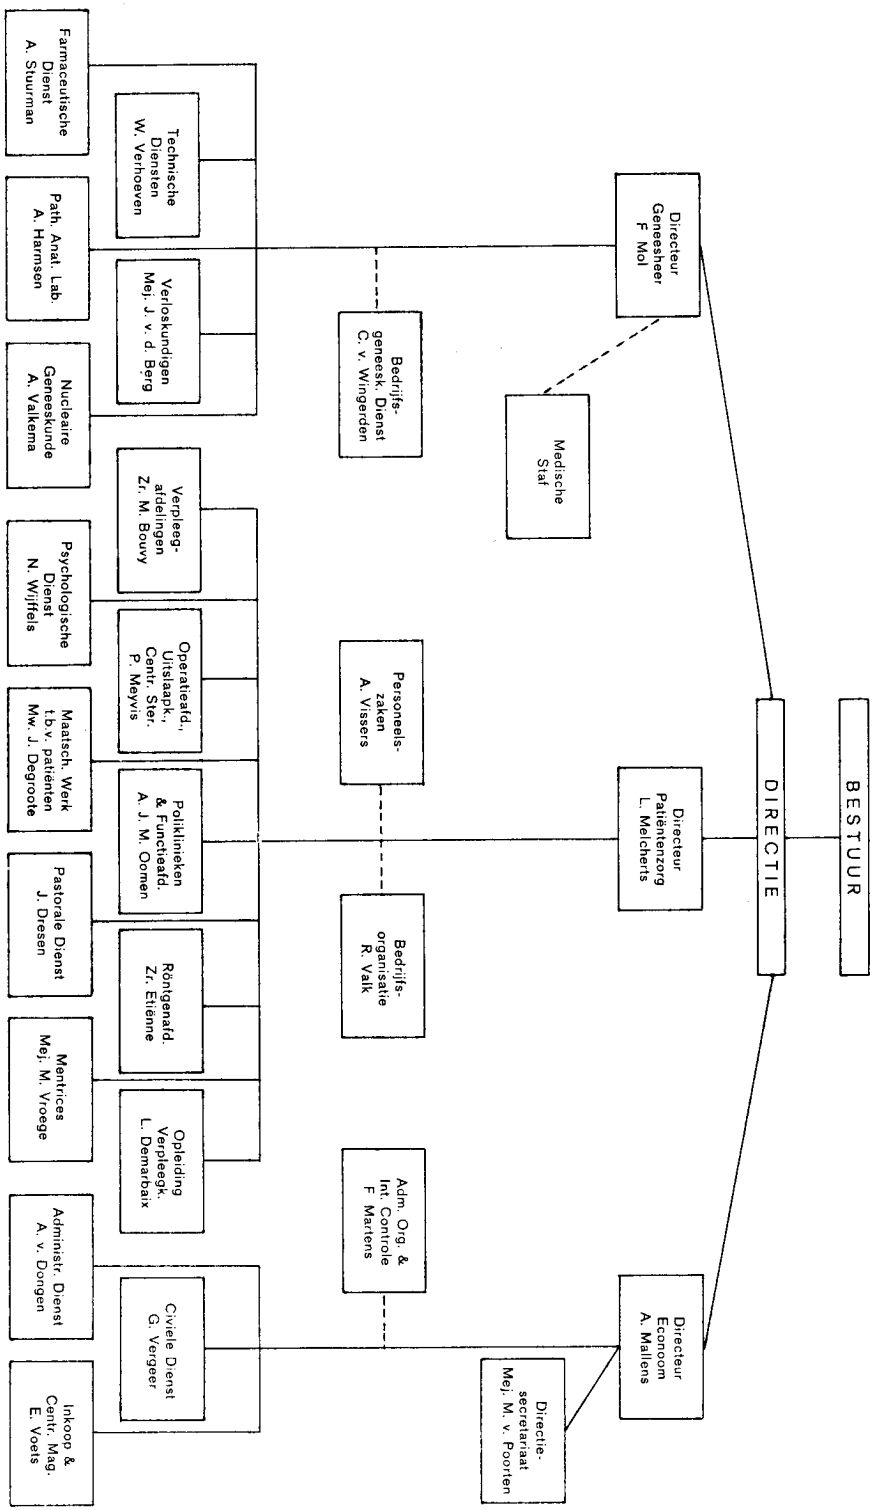 BESTUUR
DIRECTIE
Directeur
Geneesheer
F Mol
Directeur
Patiëntenzorg
L. Melcherts
Directeur
Econoom
A. Mallens
Medische
Staf
Directie-
secretariaat
Mej. M. v. Poorten
Bedrijfs-
geneesk. Dienst
C. v. Wingerden
Personeels-
zaken
A. Vissers
Bedrijfs-
organisatie
R. Valk
Adm. Org. &
Int. Controle
F Martens
Technische
Diensten
W. Verhoeven
Verloskundigen
Mej. J. v. d. Berg
Verpleeg-
afdelingen
Zr. M. Bouvy
Operatieafd.,
Uitslaapk.,
Centr. Ster.
P. Meyvis
Poliklinieken
& Functieafd.
A. J. M. Oomen
Röntgenafd.
Zr. Etiënne
Opleiding
Verpleegk.
L. Demarbaix
Civiele Dienst
G. Vergeer
Farmaceutische
Dienst
A. Stuurman
Path. Anat. Lab.
A. Harmsen
Nucleaire
Geneeskunde
A. Valkema
Psychologische
Dienst
N. Wijffels
Maatsch. Werk
t.b.v. patiënten
Mw. J. Degroote
Pastorale Dienst
J. Dresen
Mentrices
Mej. M. Vroege
Administr. Dienst
A. v. Dongen
Inkoop &
Centr. Mag.
E. Voets